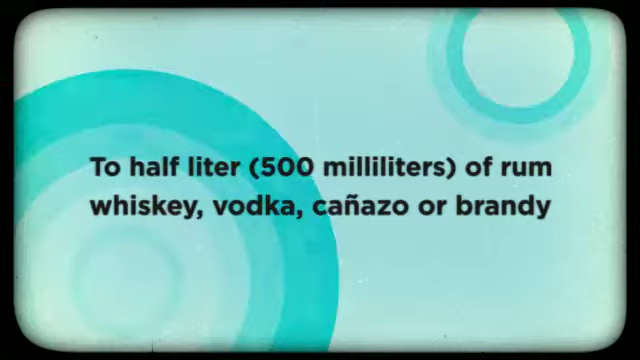 To half liter (500 milliliters) of rum
whiskey, vodka, cañazo or brandy